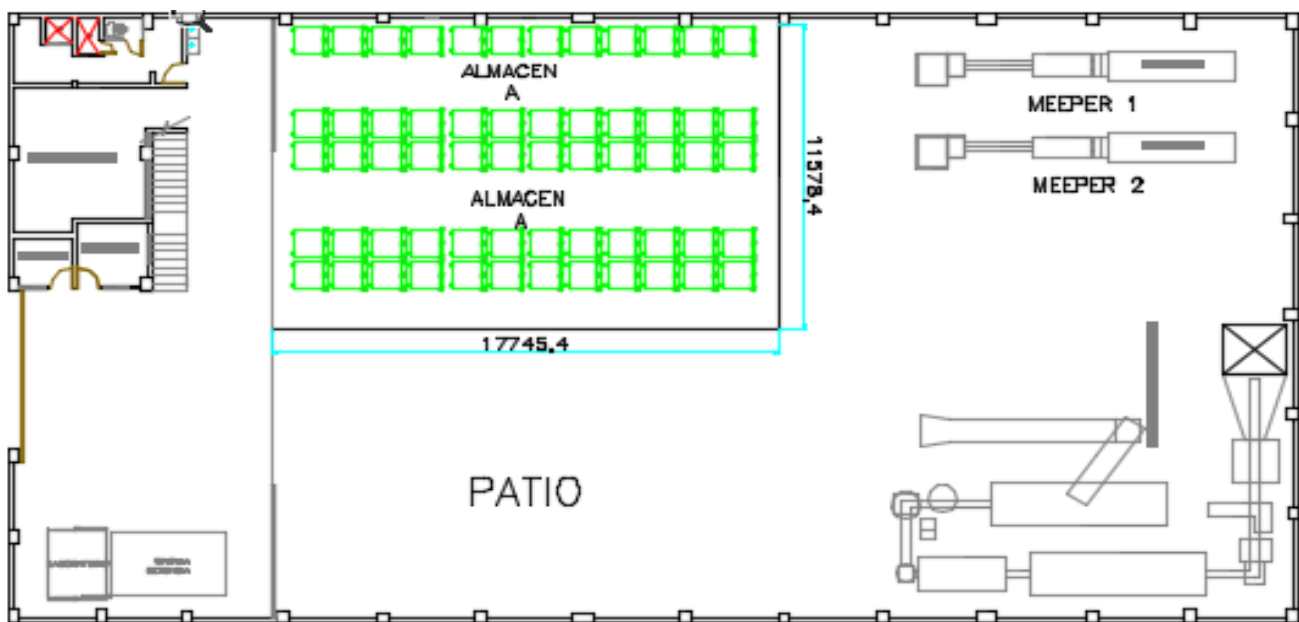 ALMACEN
A
MEEPER 1
11578,4
MEEPER 2
ALMACEN
A
17745,4
PATIO